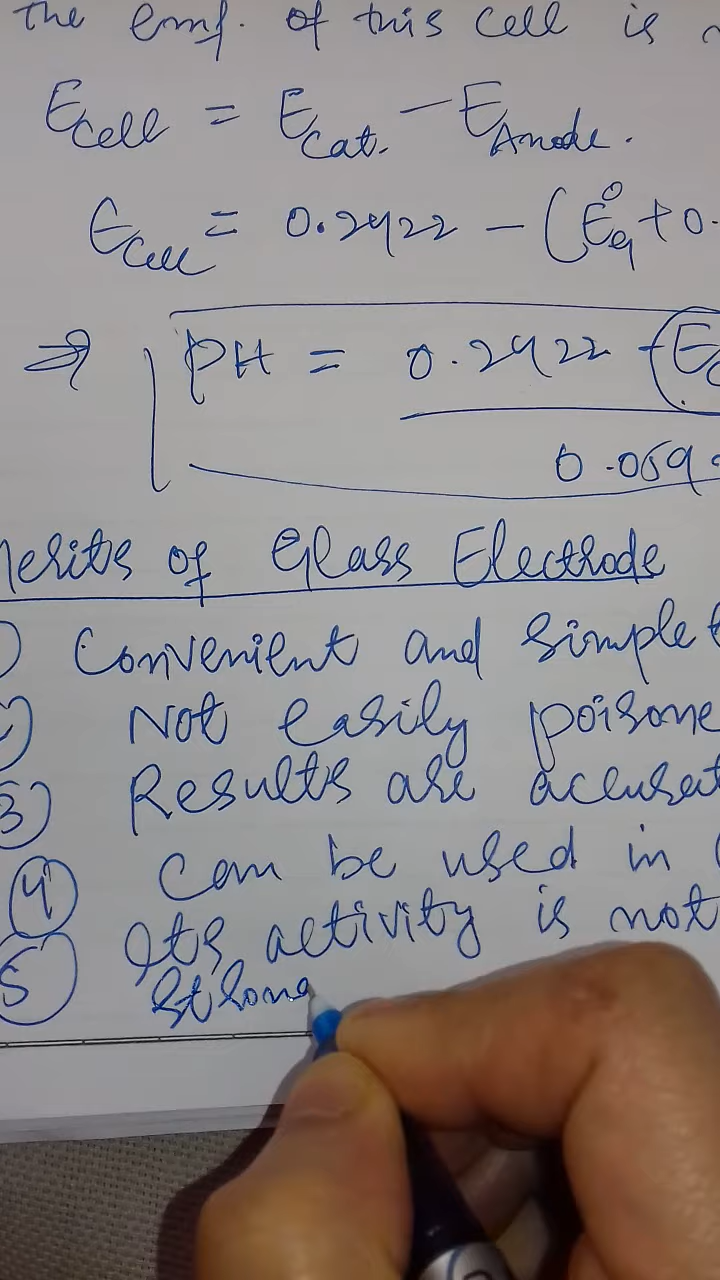 the emf. of this cell is
Ecell = ECat. - EAnode.
Ecell = 0.2422 - (E°g + 0.
⇒ PH = 0.2422 - (E
0.059
Merits of Glass Electrode
Convenient and simple t
Not easily poisone
3 Results are accurat
4 Can be used in
5 Its activity is not
strong